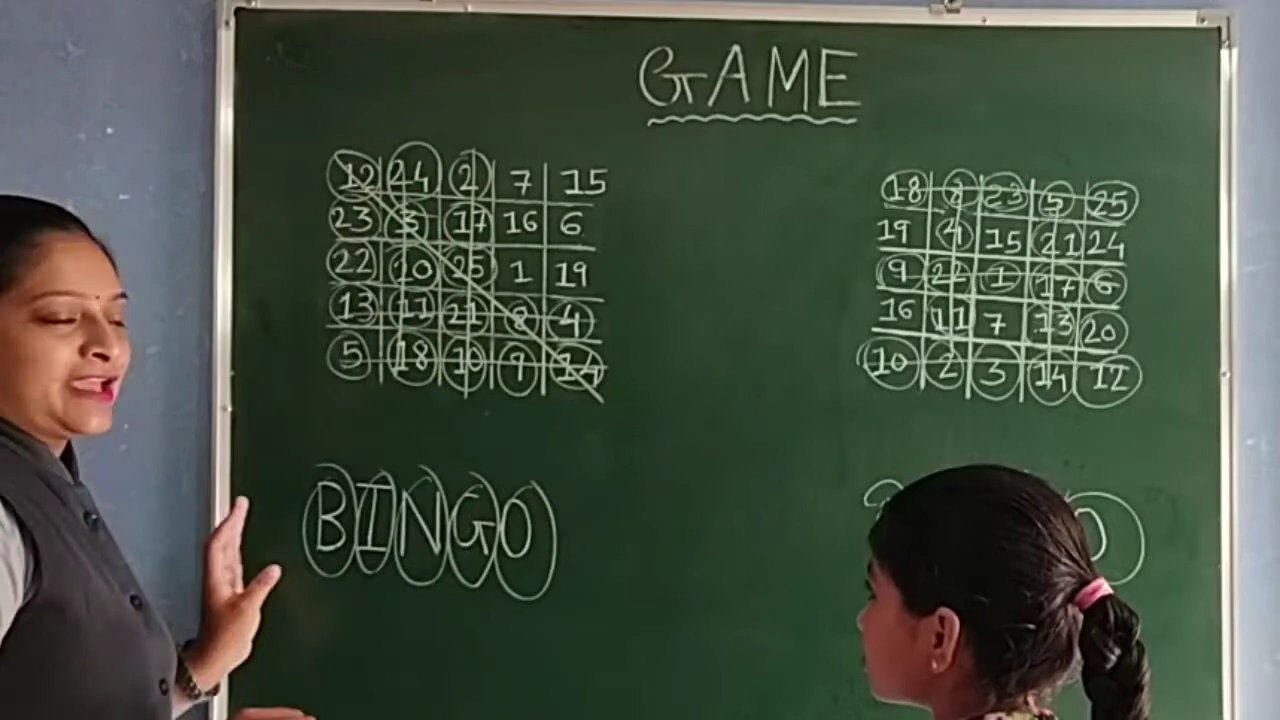 GAME
12 24 2 7 15
23 3 17 16 6
22 20 25 1 19
13 11 21 8 4
5 18 10 9 14
18 8 23 5 25
19 4 15 21 24
9 22 1 17 6
16 11 7 13 20
10 2 3 14 12
BINGO
O